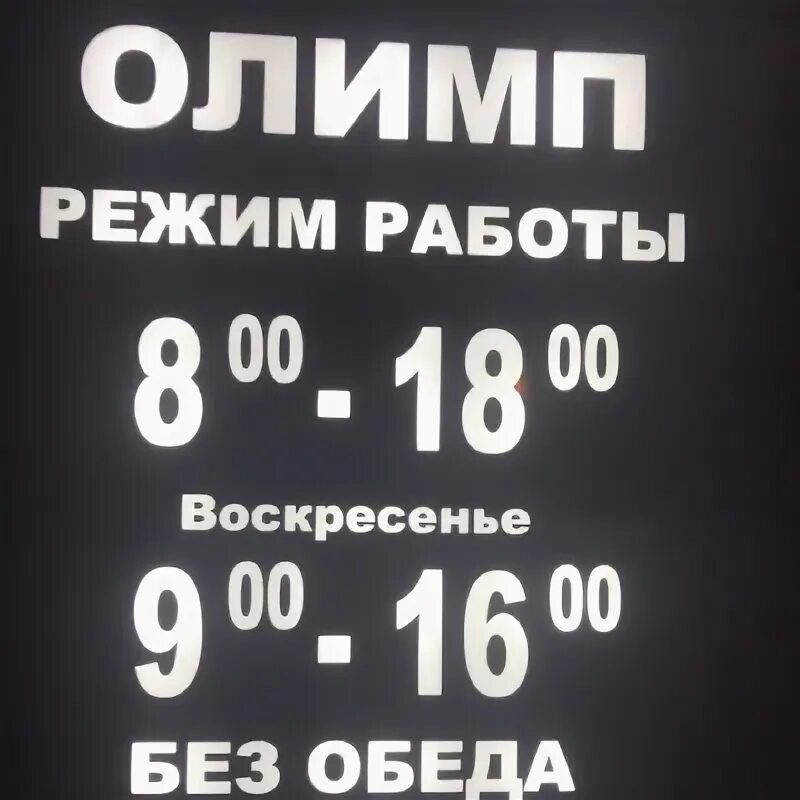 ОЛИМП
РЕЖИМ РАБОТЫ
8 00 - 18 00
Воскресенье
9 00 - 16 00
БЕЗ ОБЕДА